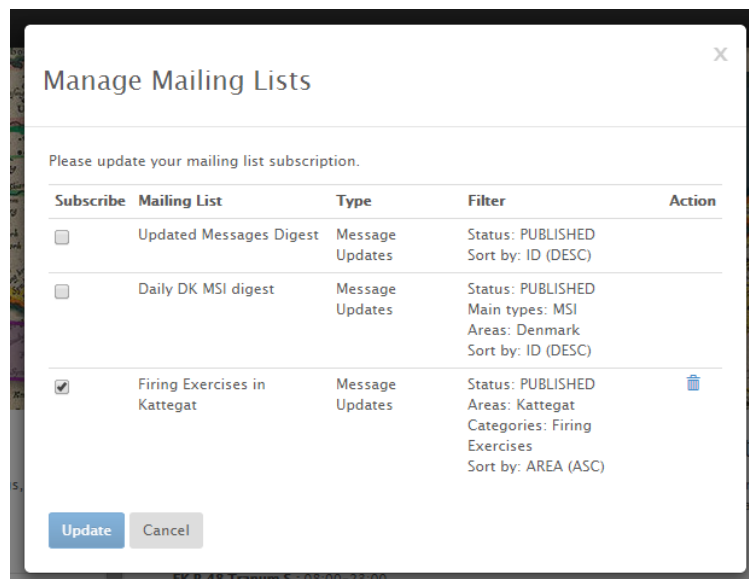 X
Manage Mailing Lists
Please update your mailing list subscription.
Subscribe Mailing List Type Filter Action
Updated Messages Digest Message Updates Status: PUBLISHED
Sort by: ID (DESC)
Daily DK MSI digest Message Updates Status: PUBLISHED
Main types: MSI
Areas: Denmark
Sort by: ID (DESC)
Firing Exercises in Kattegat Message Updates Status: PUBLISHED
Areas: Kattegat
Categories: Firing
Exercises
Sort by: AREA (ASC)
Update Cancel